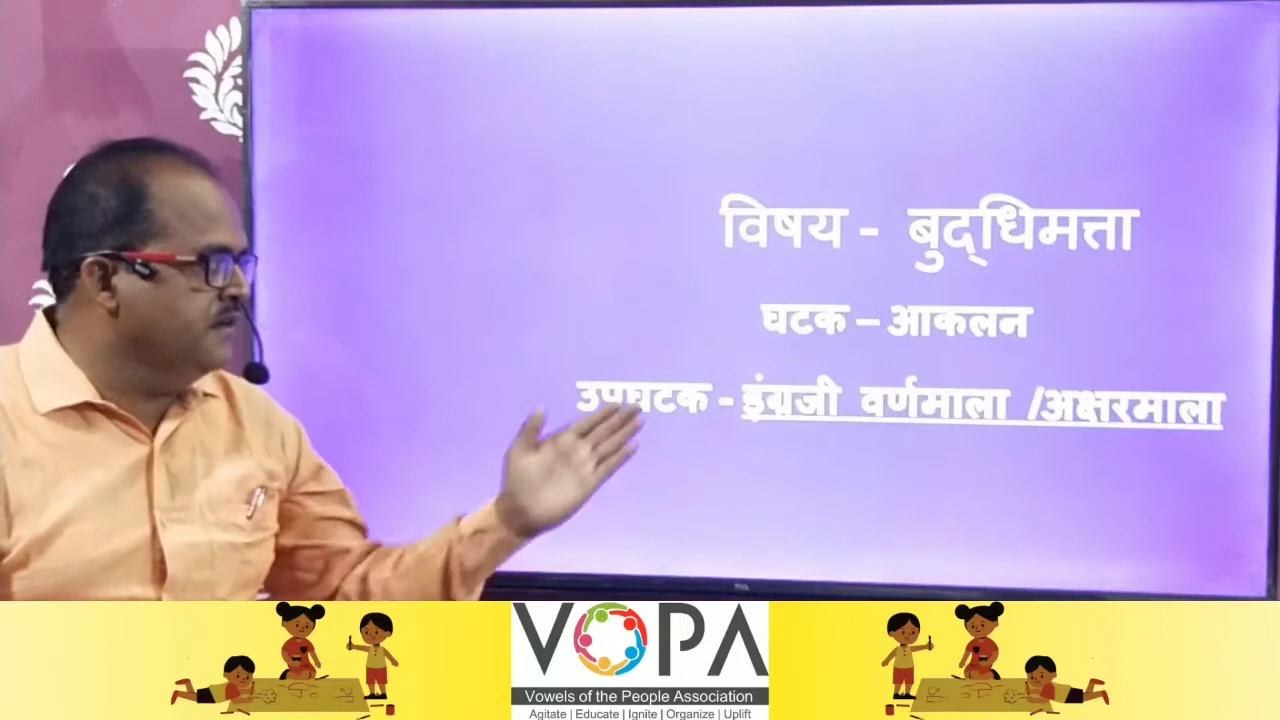 विषय - बुद्धिमत्ता
घटक – आकलन
उपघटक - इंग्रजी वर्णमाला /अक्षरमाला
VOPA
Vowels of the People Association
Agitate | Educate | Ignite | Organize | Uplift